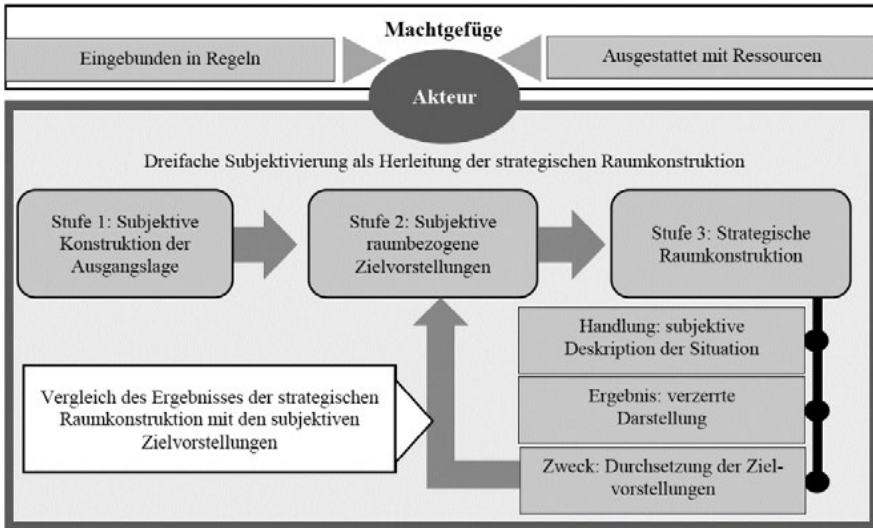 Machtgefüge
Eingebunden in Regeln
Ausgestattet mit Ressourcen
Akteur
Dreifache Subjektivierung als Herleitung der strategischen Raumkonstruktion
Stufe 1: Subjektive
Konstruktion der
Ausgangslage
Stufe 2: Subjektive
raumbezogene
Zielvorstellungen
Stufe 3: Strategische
Raumkonstruktion
Handlung: subjektive
Deskription der Situation
Ergebnis: verzerrte
Darstellung
Zweck: Durchsetzung der Ziel-
vorstellungen
Vergleich des Ergebnisses der strategischen
Raumkonstruktion mit den subjektiven
Zielvorstellungen